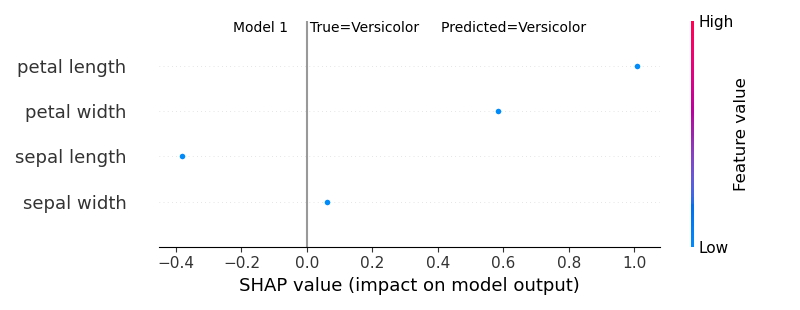 Model 1 True=Versicolor Predicted=Versicolor
High
petal length
petal width
sepal length
sepal width
Feature value
Low
−0.4 −0.2 0.0 0.2 0.4 0.6 0.8 1.0
SHAP value (impact on model output)